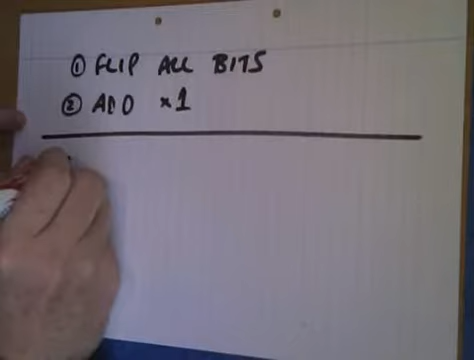 ① FLIP ALL BITS
② ADD *1